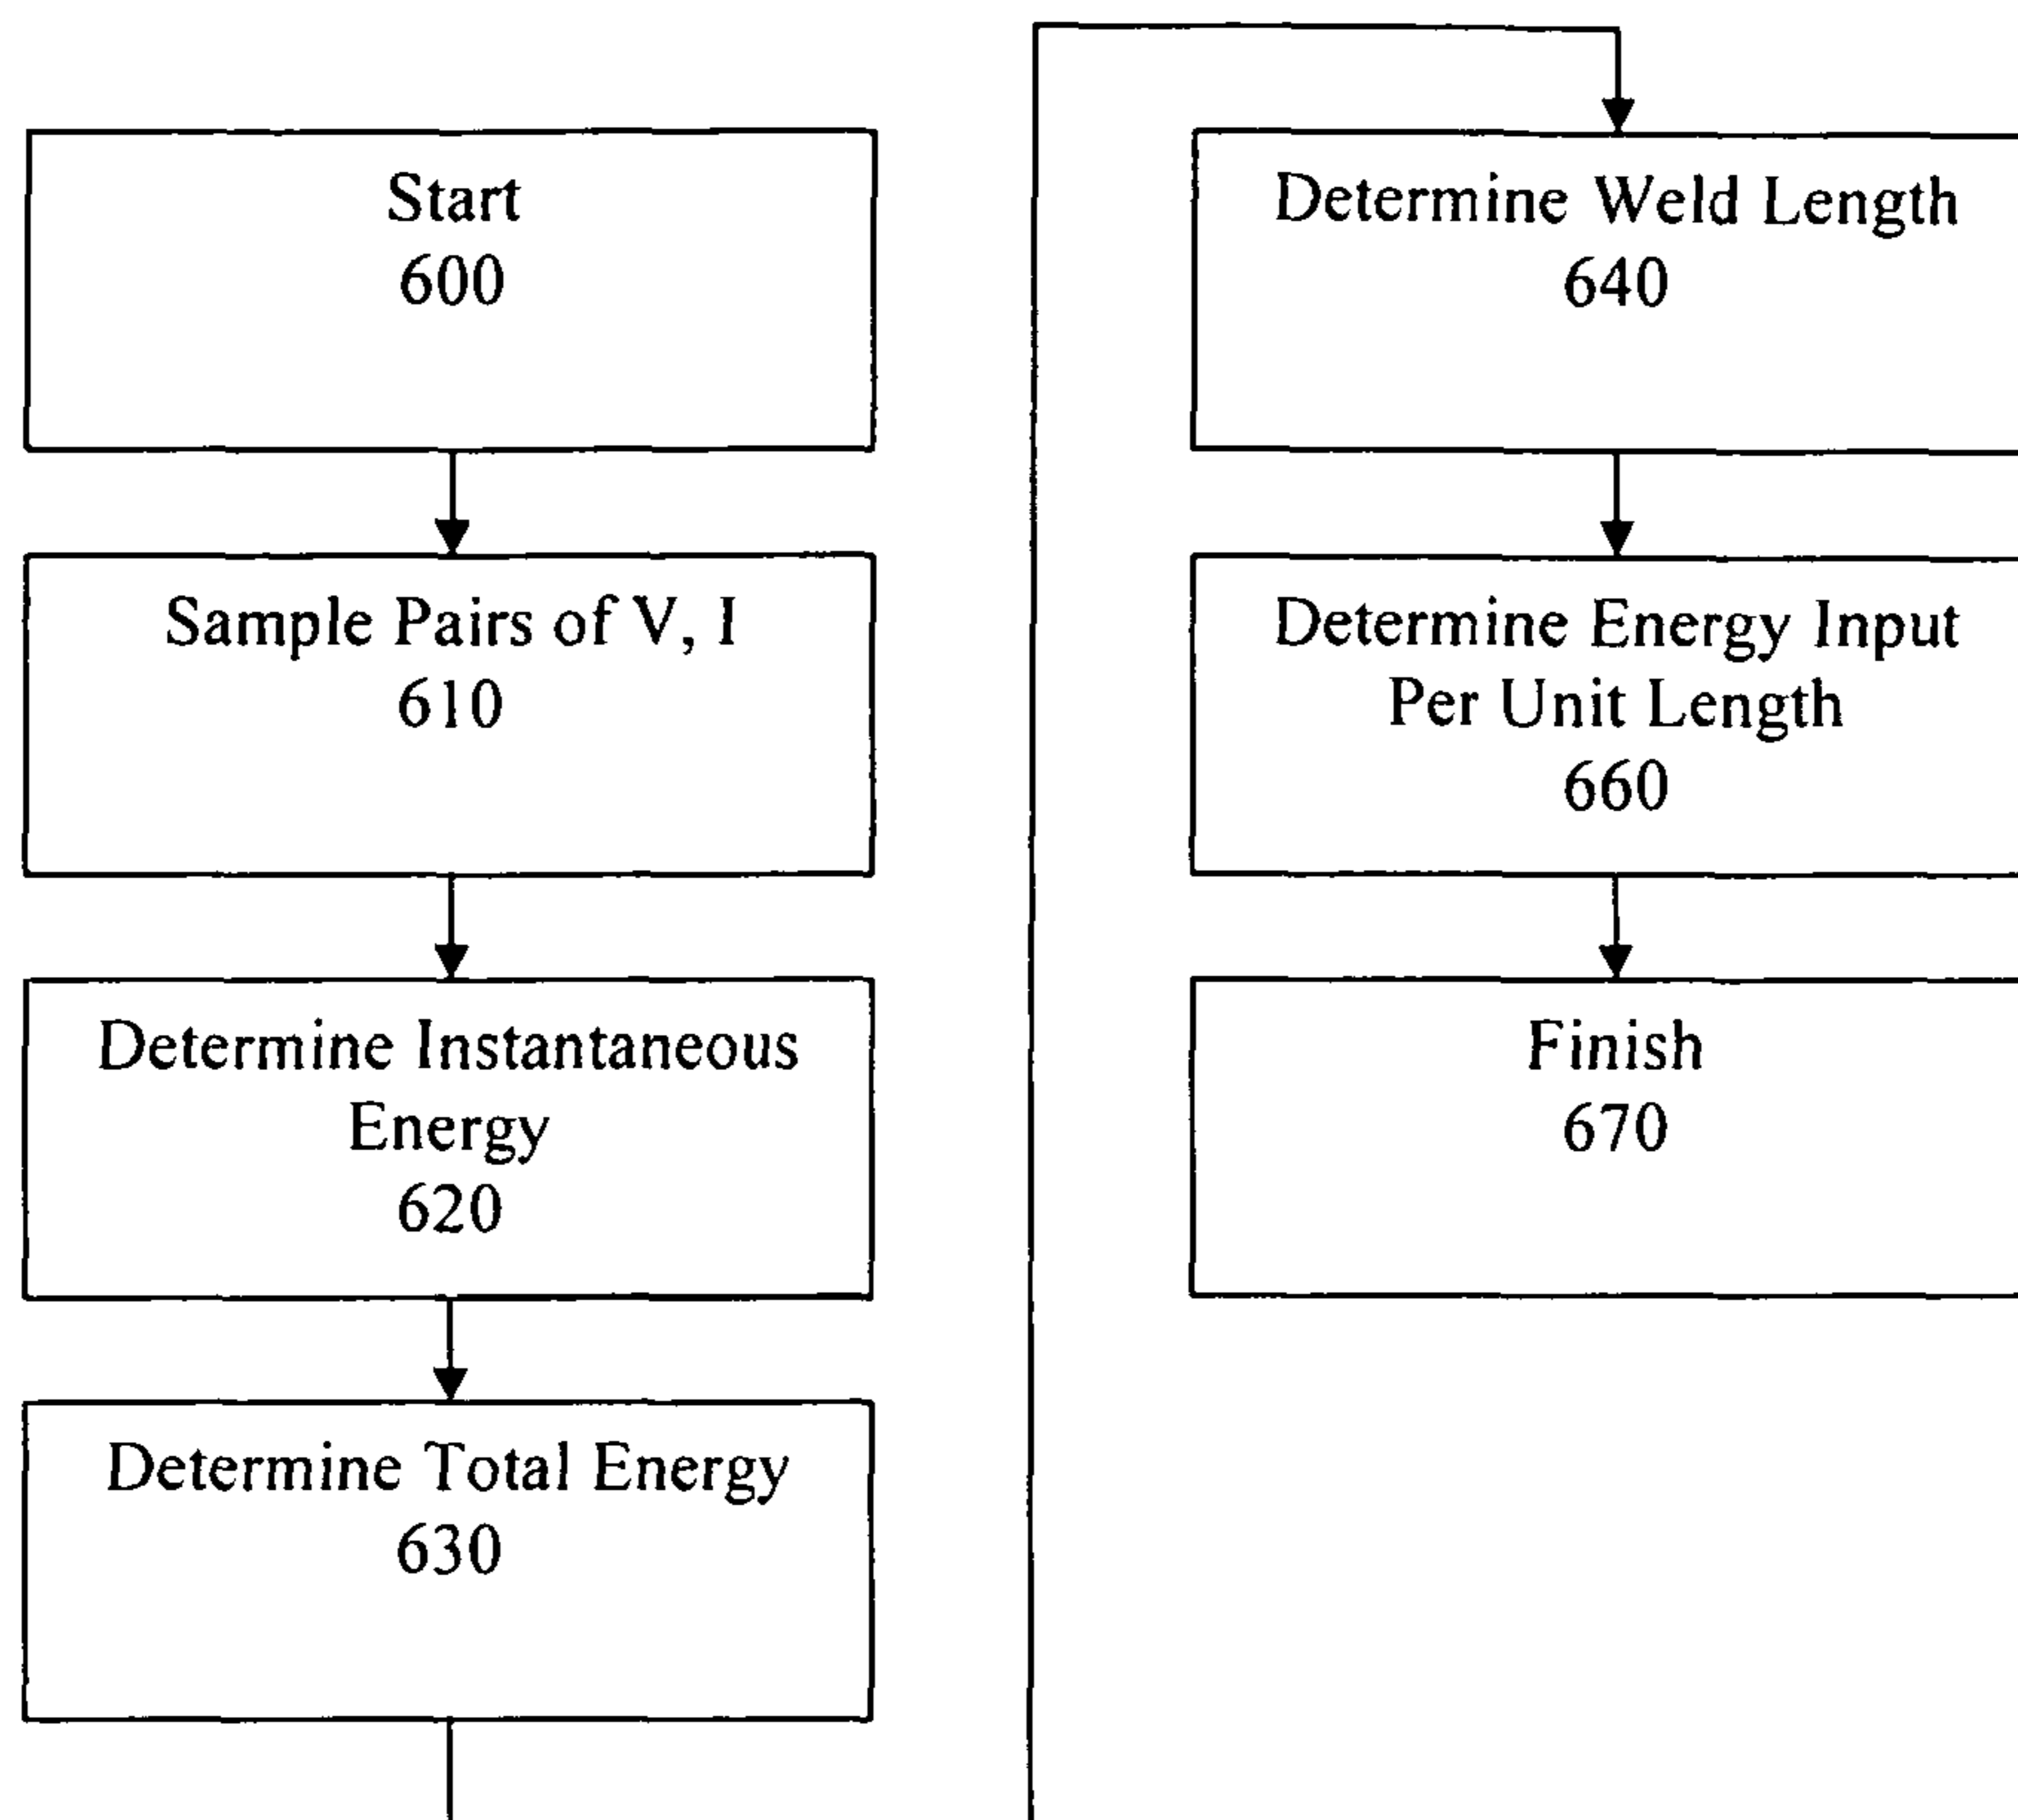 Start
600
Sample Pairs of V, I
610
Determine Instantaneous
Energy
620
Determine Total Energy
630
Determine Weld Length
640
Determine Energy Input
Per Unit Length
660
Finish
670